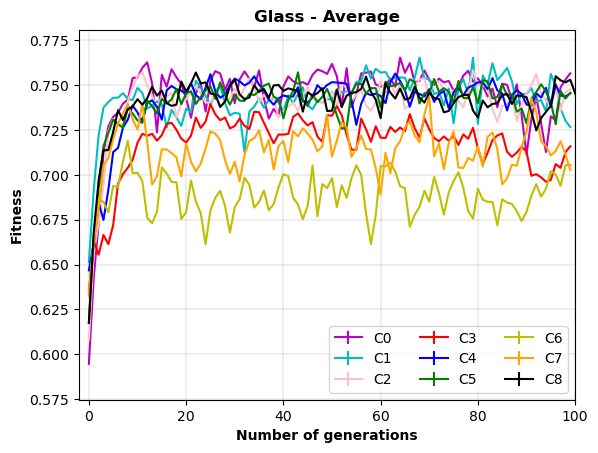 Glass - Average
Fitness
0.775
0.750
0.725
0.700
0.675
0.650
0.625
0.600
0.575
0 20 40 60 80 100
Number of generations
C0 C3 C6
C1 C4 C7
C2 C5 C8